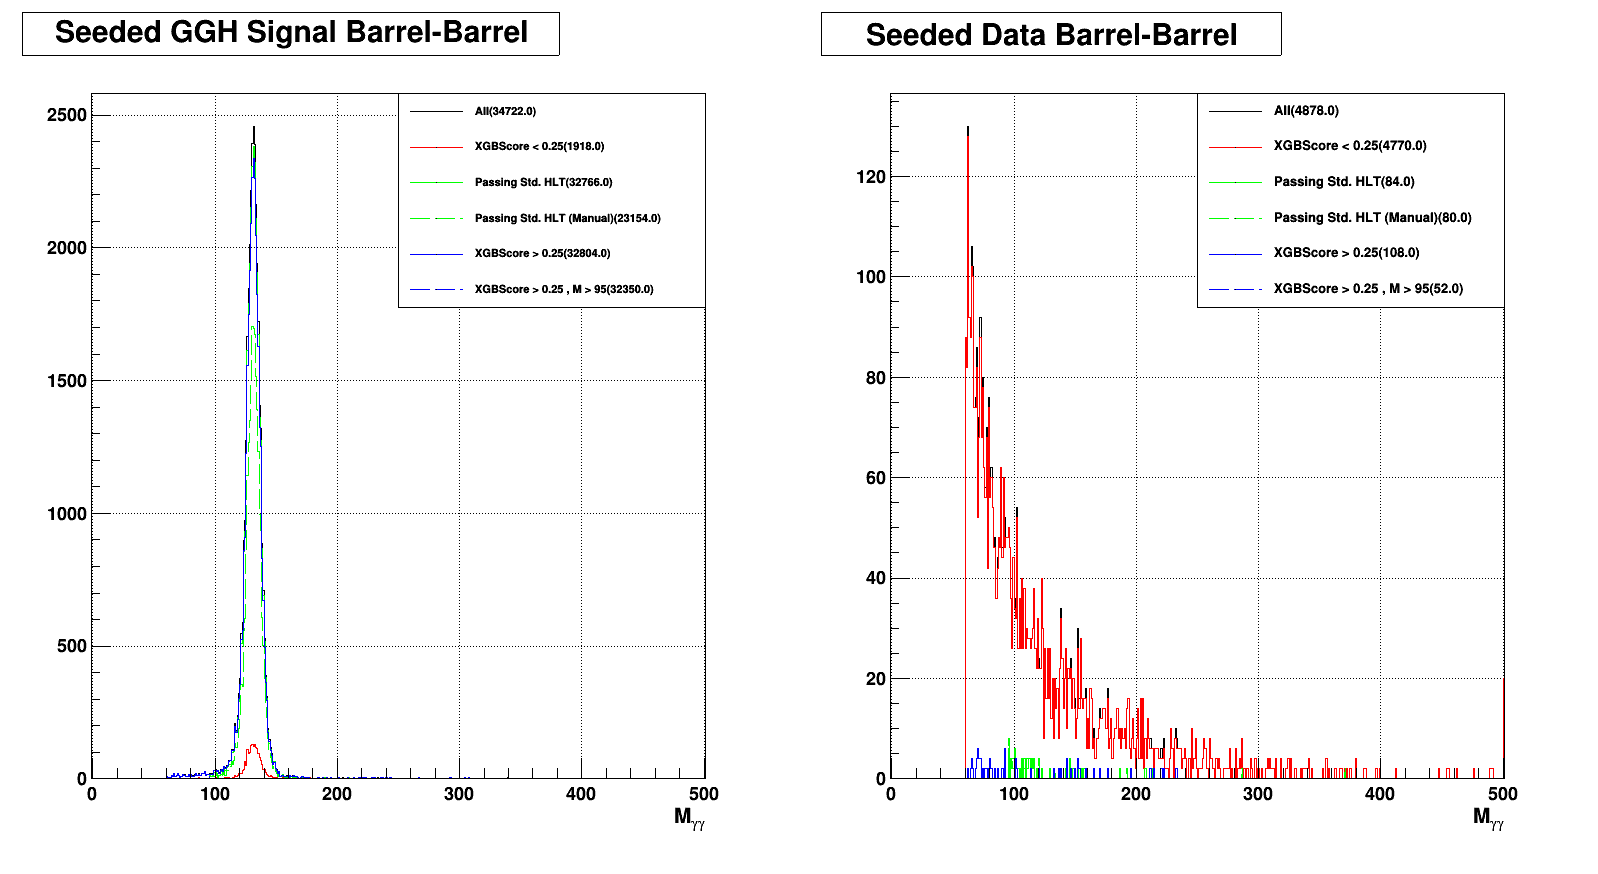 Seeded GGH Signal Barrel-Barrel
2500
2000
1500
1000
500
0
0 100 200 300 400 500
Mγγ
All(34722.0)
XGBScore < 0.25(1918.0)
Passing Std. HLT(32766.0)
Passing Std. HLT (Manual)(23154.0)
XGBScore > 0.25(32804.0)
XGBScore > 0.25 , M > 95(32350.0)
Seeded Data Barrel-Barrel
120
100
80
60
40
20
0
0 100 200 300 400 500
Mγγ
All(4878.0)
XGBScore < 0.25(4770.0)
Passing Std. HLT(84.0)
Passing Std. HLT (Manual)(80.0)
XGBScore > 0.25(108.0)
XGBScore > 0.25 , M > 95(52.0)